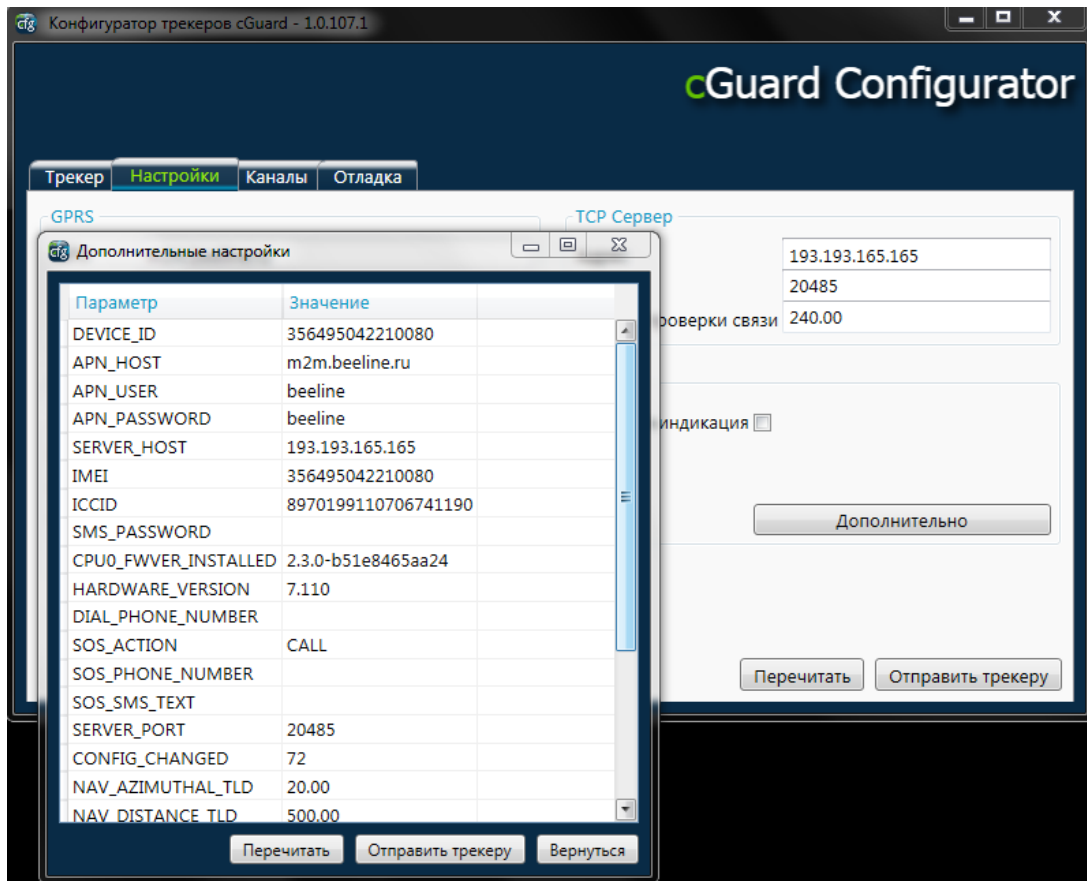 cfg Конфигуратор трекеров cGuard - 1.0.107.1
cGuard Configurator
Трекер Настройки Каналы Отладка
GPRS
TCP Сервер
193.193.165.165
20485
роверки связи 240.00
индикация
Дополнительно
Перечитать Отправить трекеру
cfg Дополнительные настройки
Параметр Значение
DEVICE_ID 356495042210080
APN_HOST m2m.beeline.ru
APN_USER beeline
APN_PASSWORD beeline
SERVER_HOST 193.193.165.165
IMEI 356495042210080
ICCID 8970199110706741190
SMS_PASSWORD
CPU0_FWVER_INSTALLED 2.3.0-b51e8465aa24
HARDWARE_VERSION 7.110
DIAL_PHONE_NUMBER
SOS_ACTION CALL
SOS_PHONE_NUMBER
SOS_SMS_TEXT
SERVER_PORT 20485
CONFIG_CHANGED 72
NAV_AZIMUTHAL_TLD 20.00
NAV_DISTANCE_TLD 500.00
Перечитать Отправить трекеру Вернуться